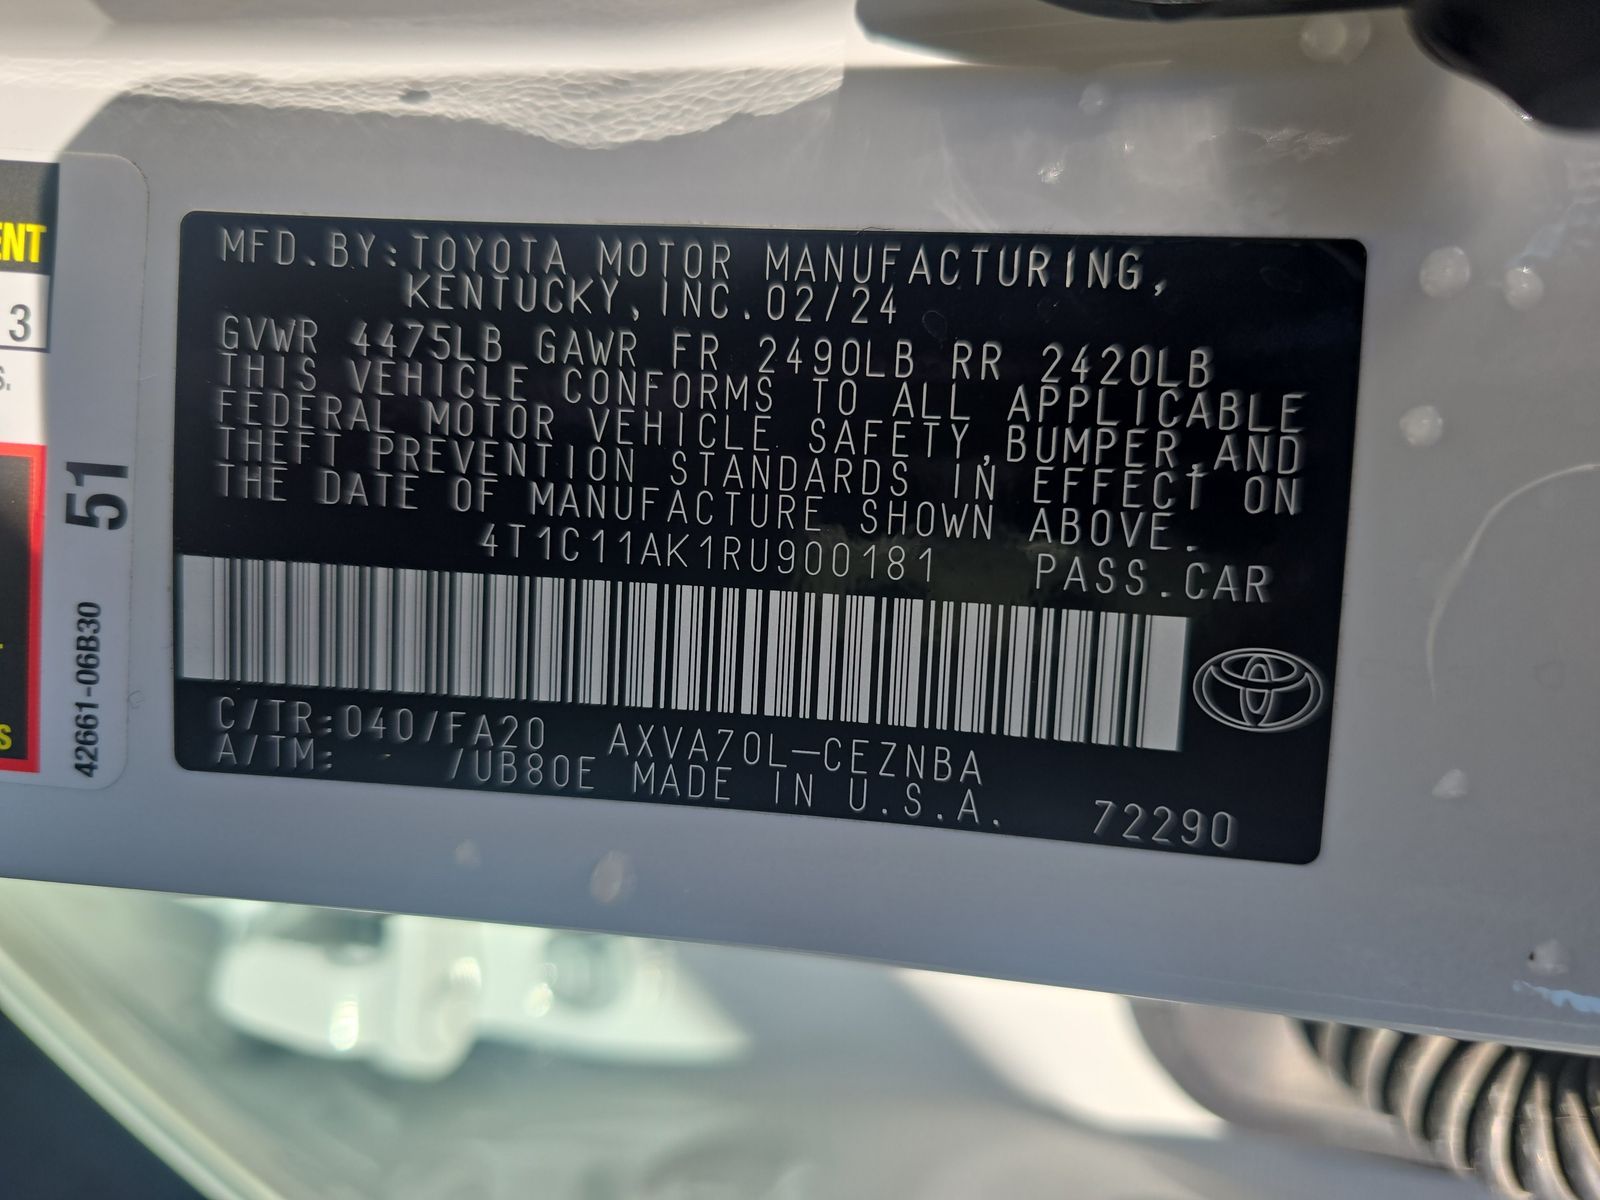 ENT
3
S.
51
42661-06B30
S
MFD.BY:TOYOTA MOTOR MANUFACTURING,
KENTUCKY,INC.02/24
GVWR 4475LB GAWR FR 2490LB RR 2420LB
THIS VEHICLE CONFORMS TO ALL APPLICABLE
FEDERAL MOTOR VEHICLE SAFETY,BUMPER,AND
THEFT PREVENTION STANDARDS IN EFFECT ON
THE DATE OF MANUFACTURE SHOWN ABOVE.
4T1C11AK1RU900181 PASS.CAR
C/TR:040/FA20 AXVA70L-CEZNBA
A/TM: /UB80E MADE IN U.S.A.
72290